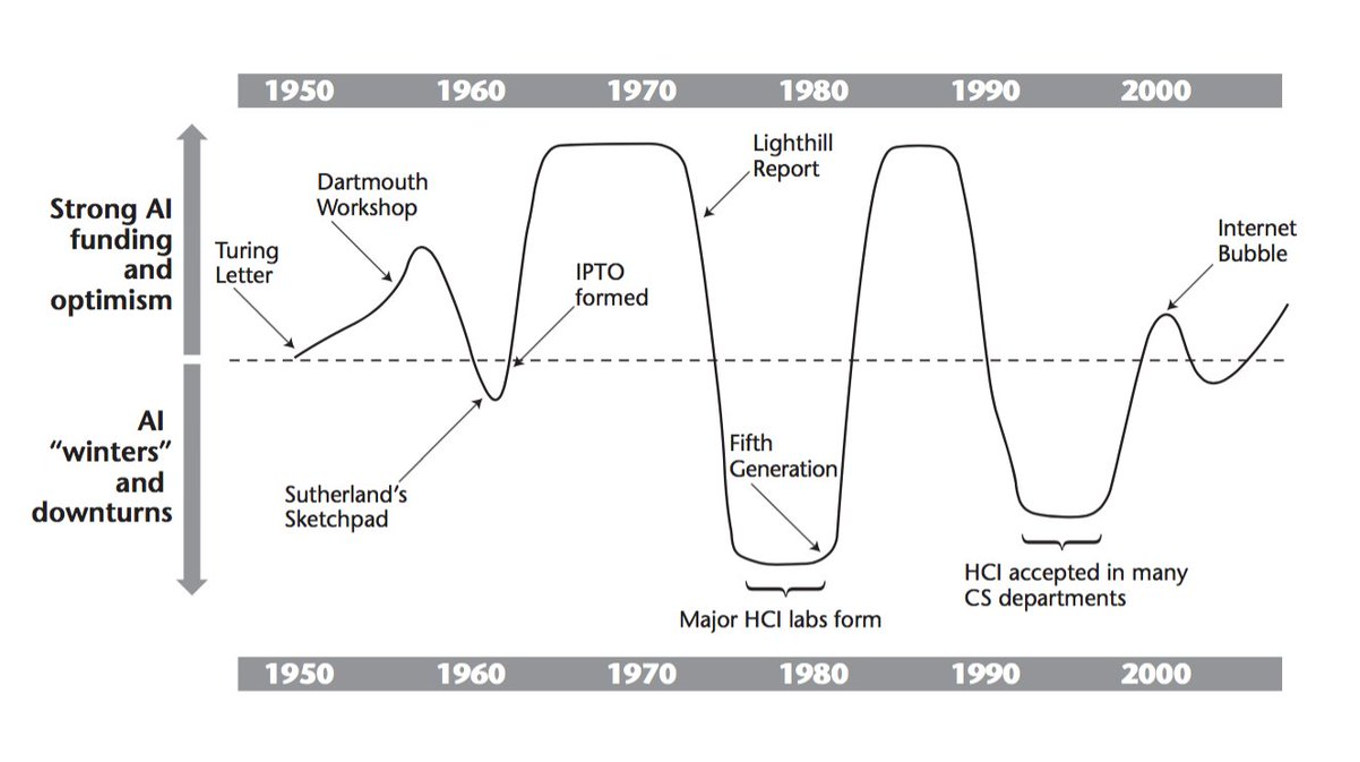 1950 1960 1970 1980 1990 2000
Strong AI
funding
and
optimism
AI
“winters”
and
downturns
Turing
Letter
Dartmouth
Workshop
Sutherland’s
Sketchpad
IPTO
formed
Lighthill
Report
Fifth
Generation
Major HCI labs form
HCI accepted in many
CS departments
Internet
Bubble
1950 1960 1970 1980 1990 2000